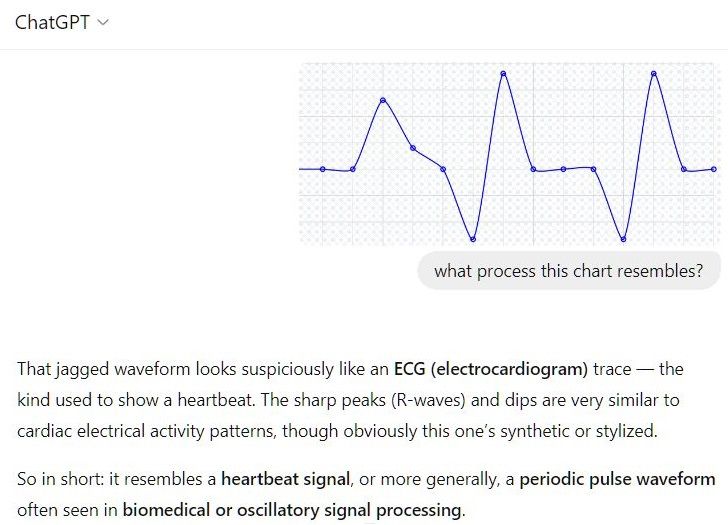 ChatGPT
what process this chart resembles?
That jagged waveform looks suspiciously like an ECG (electrocardiogram) trace — the
kind used to show a heartbeat. The sharp peaks (R-waves) and dips are very similar to
cardiac electrical activity patterns, though obviously this one's synthetic or stylized.
So in short: it resembles a heartbeat signal, or more generally, a periodic pulse waveform
often seen in biomedical or oscillatory signal processing.